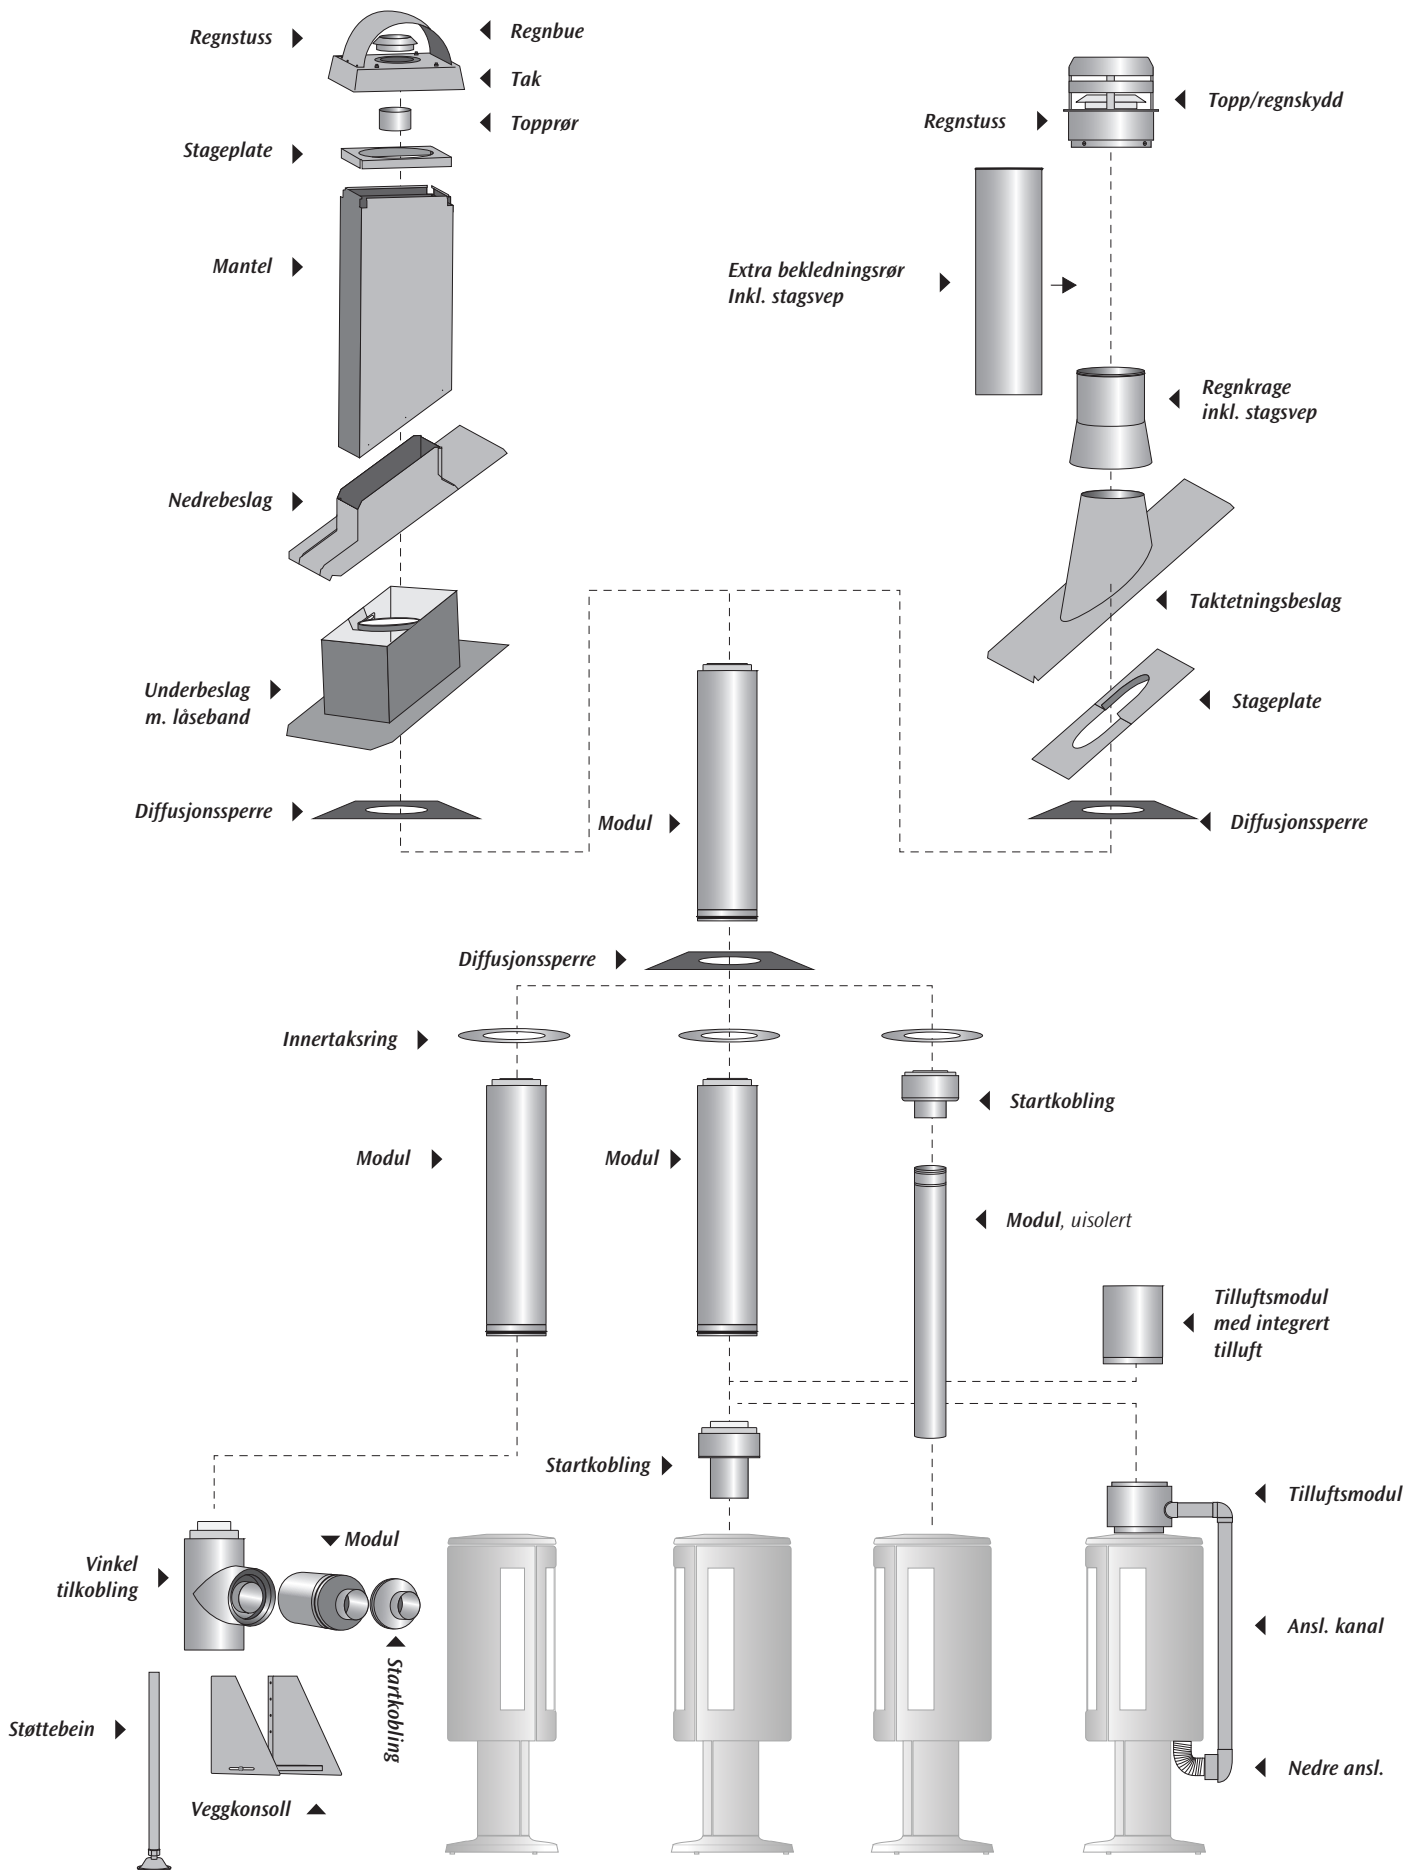 Regnstuss
Regnbue
Tak
Topprør
Stageplate
Mantel
Nedrebeslag
Underbeslag
m. låseband
Diffusjonssperre
Topp/regnskydd
Regnstuss
Extra bekledningsrør
Inkl. stagsvep
Regnkrage
inkl. stagsvep
Taktetningsbeslag
Stageplate
Diffusjonssperre
Modul
Diffusjonssperre
Innertaksring
Startkobling
Modul
Modul
Modul, uisolert
Tilluftsmodul
med integrert
tilluft
Startkobling
Tilluftsmodul
Modul
Vinkel
tilkobling
Ansl. kanal
Startkobling
Støttebein
Nedre ansl.
Veggkonsoll